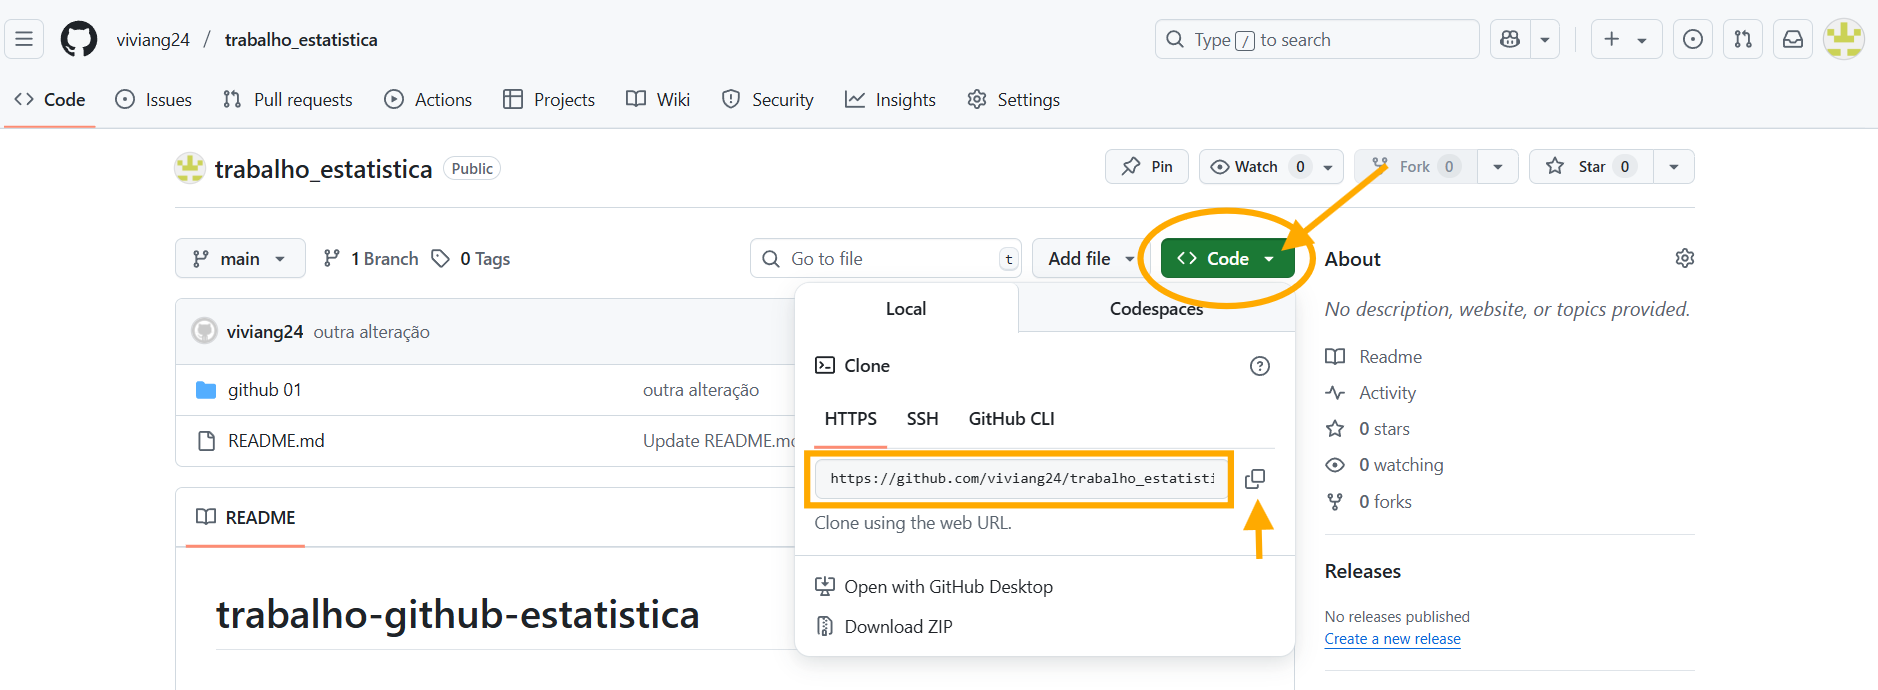 viviang24 / trabalho_estatistica
Type / to search
Code Issues Pull requests Actions Projects Wiki Security Insights Settings
trabalho_estatistica Public
Pin Watch 0 Fork 0 Star 0
main 1 Branch 0 Tags
Go to file t Add file Code
Local Codespaces
viviang24 outra alteração
github 01 outra alteração
README.md Update README.md
Clone
HTTPS SSH GitHub CLI
https://github.com/viviang24/trabalho_estatisti
Clone using the web URL.
Open with GitHub Desktop
Download ZIP
README
trabalho-github-estatistica
About
No description, website, or topics provided.
Readme
Activity
0 stars
0 watching
0 forks
Releases
No releases published
Create a new release